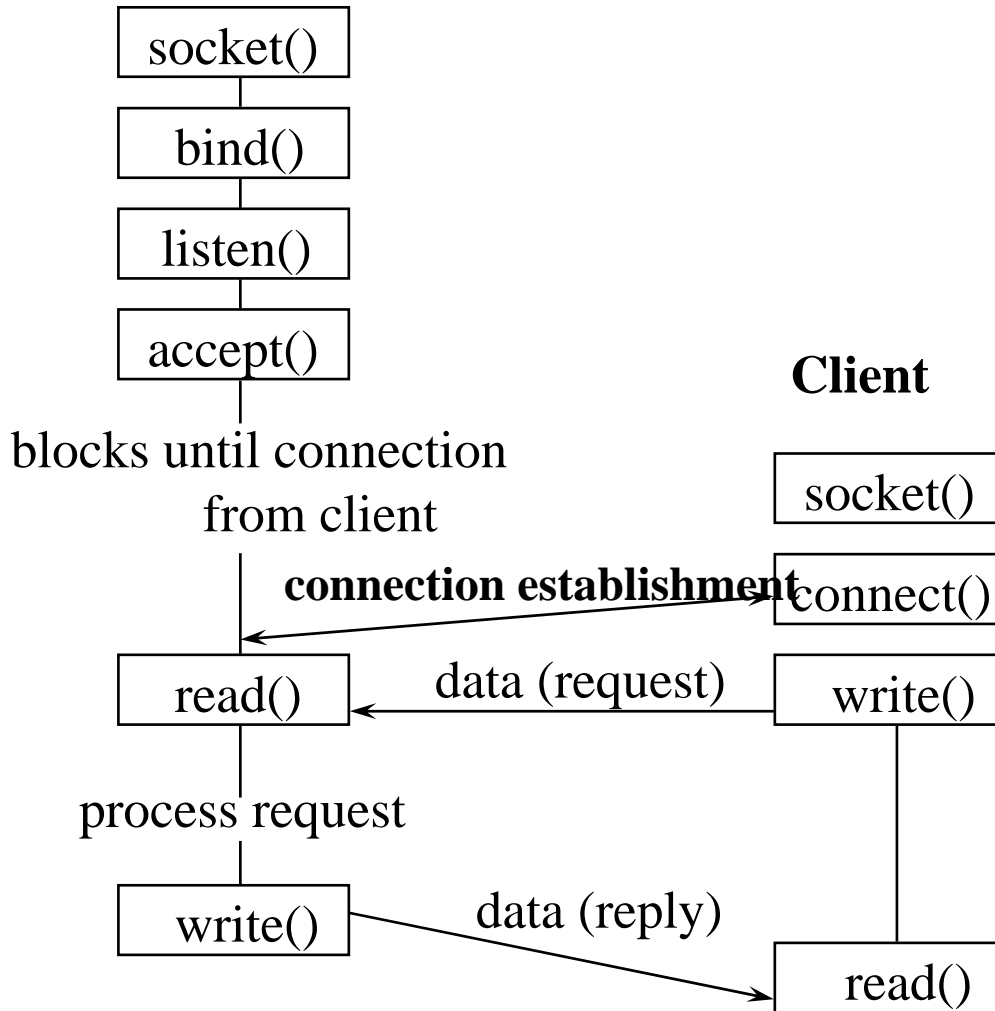 socket()
bind()
listen()
accept()
Client
blocks until connection
socket()
from client
connection establishment
connect()
read()
data (request)
write()
process request
write()
data (reply)
read()